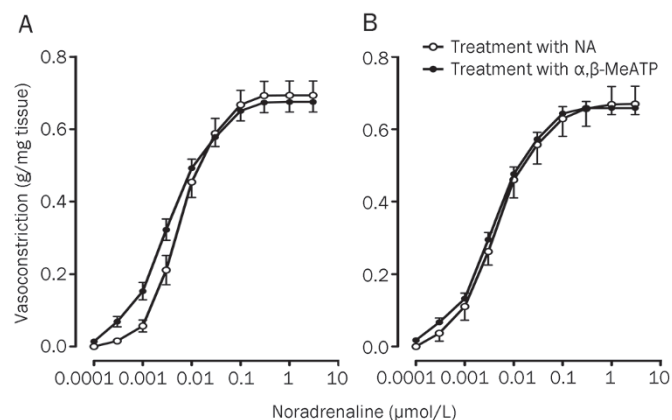 A
B
Treatment with NA
Treatment with α,β-MeATP
Vasoconstriction (g/mg tissue)
0.8
0.6
0.4
0.2
0.0
0.8
0.6
0.4
0.2
0.0
0.0001 0.001 0.01 0.1 1 10
0.0001 0.001 0.01 0.1 1 10
Noradrenaline (μmol/L)